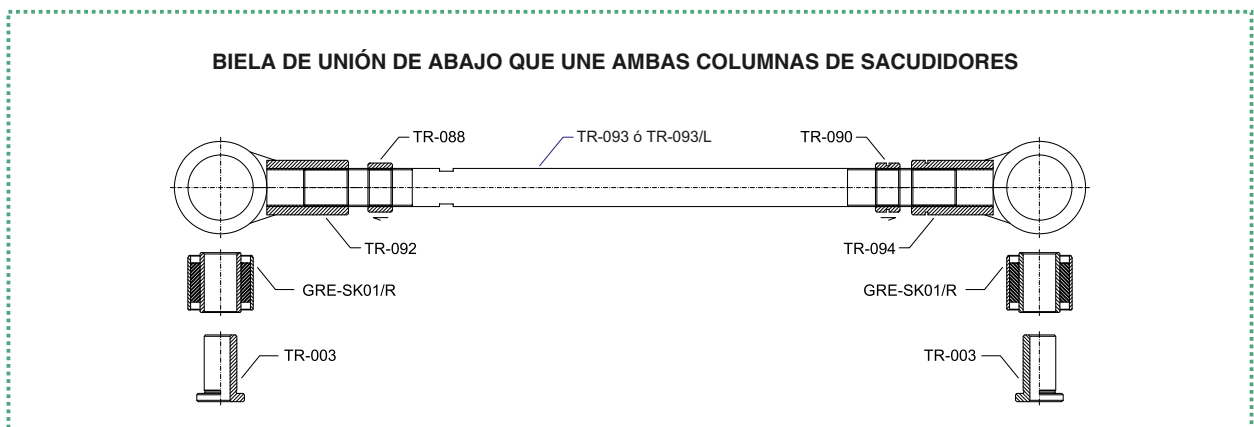 BIELA DE UNIÓN DE ABAJO QUE UNE AMBAS COLUMNAS DE SACUDIDORES
TR-088
TR-093 ó TR-093/L
TR-090
TR-092
TR-094
GRE-SK01/R
GRE-SK01/R
TR-003
TR-003